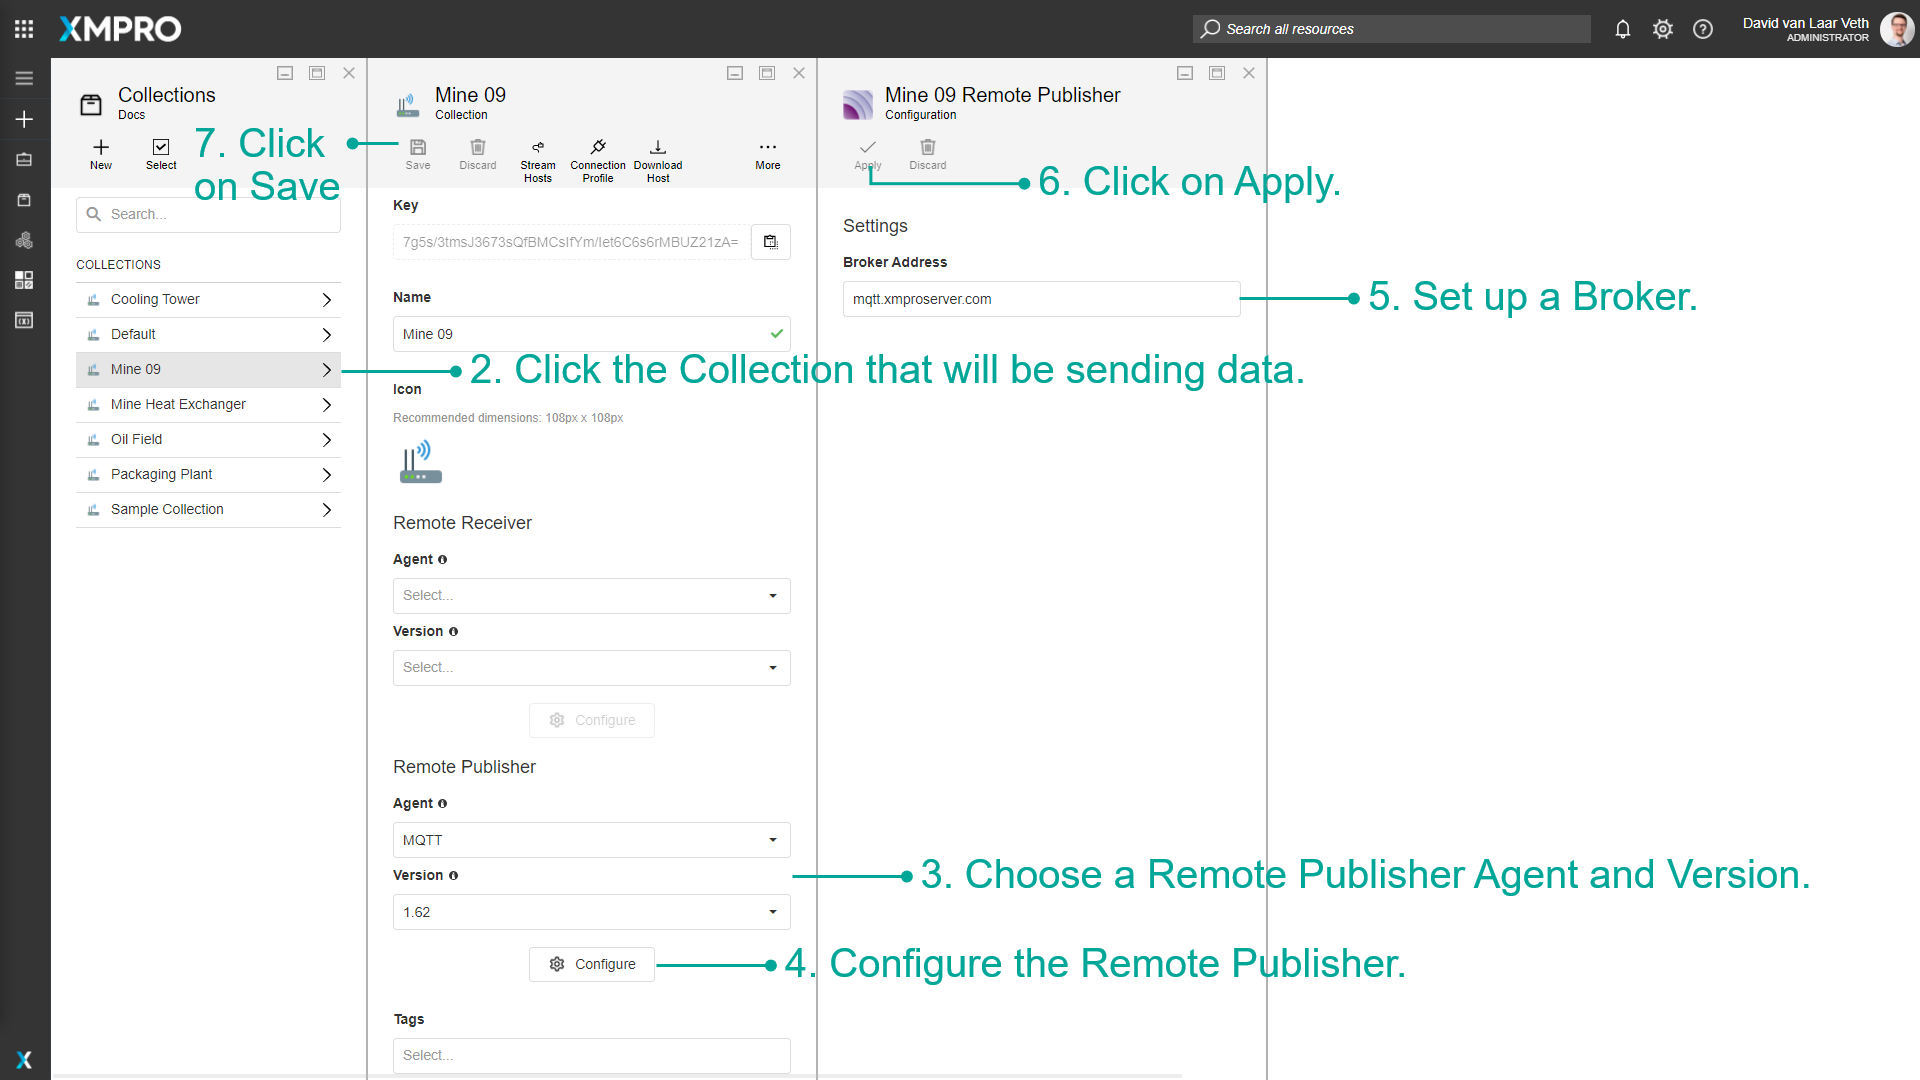 XMPRO
Search all resources
David van Laar Veth
ADMINISTRATOR
Collections
Docs
New
Select
7. Click
on Save
Search...
COLLECTIONS
Cooling Tower
Default
Mine 09
Mine Heat Exchanger
Oil Field
Packaging Plant
Sample Collection
Mine 09
Collection
Save
Discard
Stream
Hosts
Connection
Profile
Download
Host
More
Key
7g5s/3tmsJ3673sQfBMCsIfYm/Iet6C6s6rMBUZ21zA=
Name
Mine 09
2. Click the Collection that will be sending data.
Icon
Recommended dimensions: 108px x 108px
Remote Receiver
Agent
Select...
Version
Select...
Configure
Remote Publisher
Agent
MQTT
Version
3. Choose a Remote Publisher Agent and Version.
1.62
Configure
4. Configure the Remote Publisher.
Tags
Select...
Mine 09 Remote Publisher
Configuration
Apply
Discard
6. Click on Apply.
Settings
Broker Address
mqtt.xmproserver.com
5. Set up a Broker.